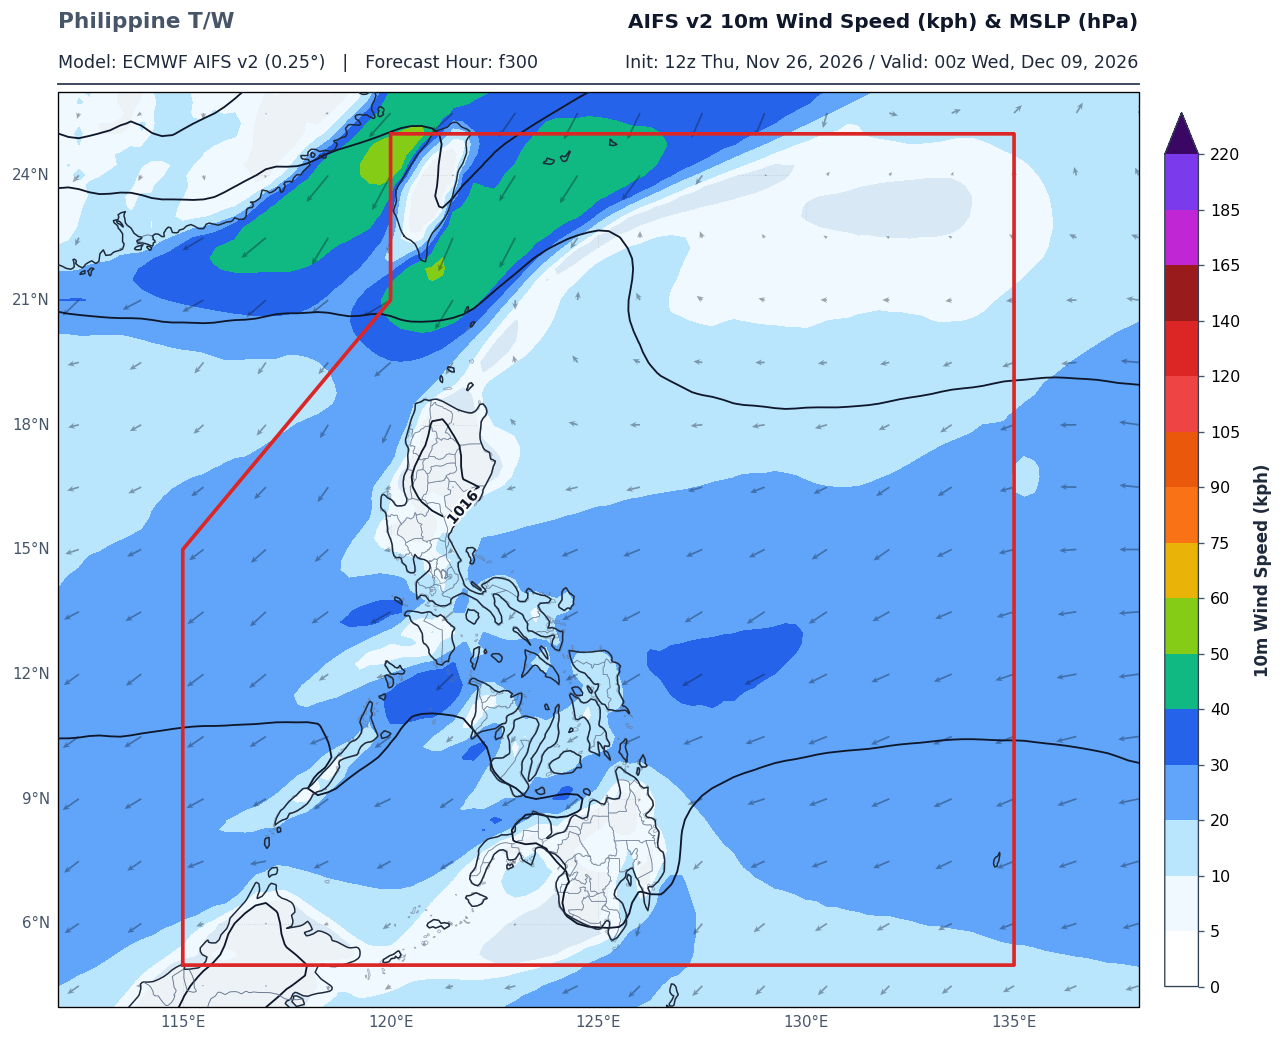 Philippine T/W
AIFS v2 10m Wind Speed (kph) & MSLP (hPa)
Model: ECMWF AIFS v2 (0.25°) | Forecast Hour: f300
Init: 12z Thu, Nov 26, 2026 / Valid: 00z Wed, Dec 09, 2026
24°N
21°N
18°N
15°N
12°N
9°N
6°N
1016
115°E
120°E
125°E
130°E
135°E
220
185
165
140
120
105
90
75
60
50
40
30
20
10
5
0
10m Wind Speed (kph)